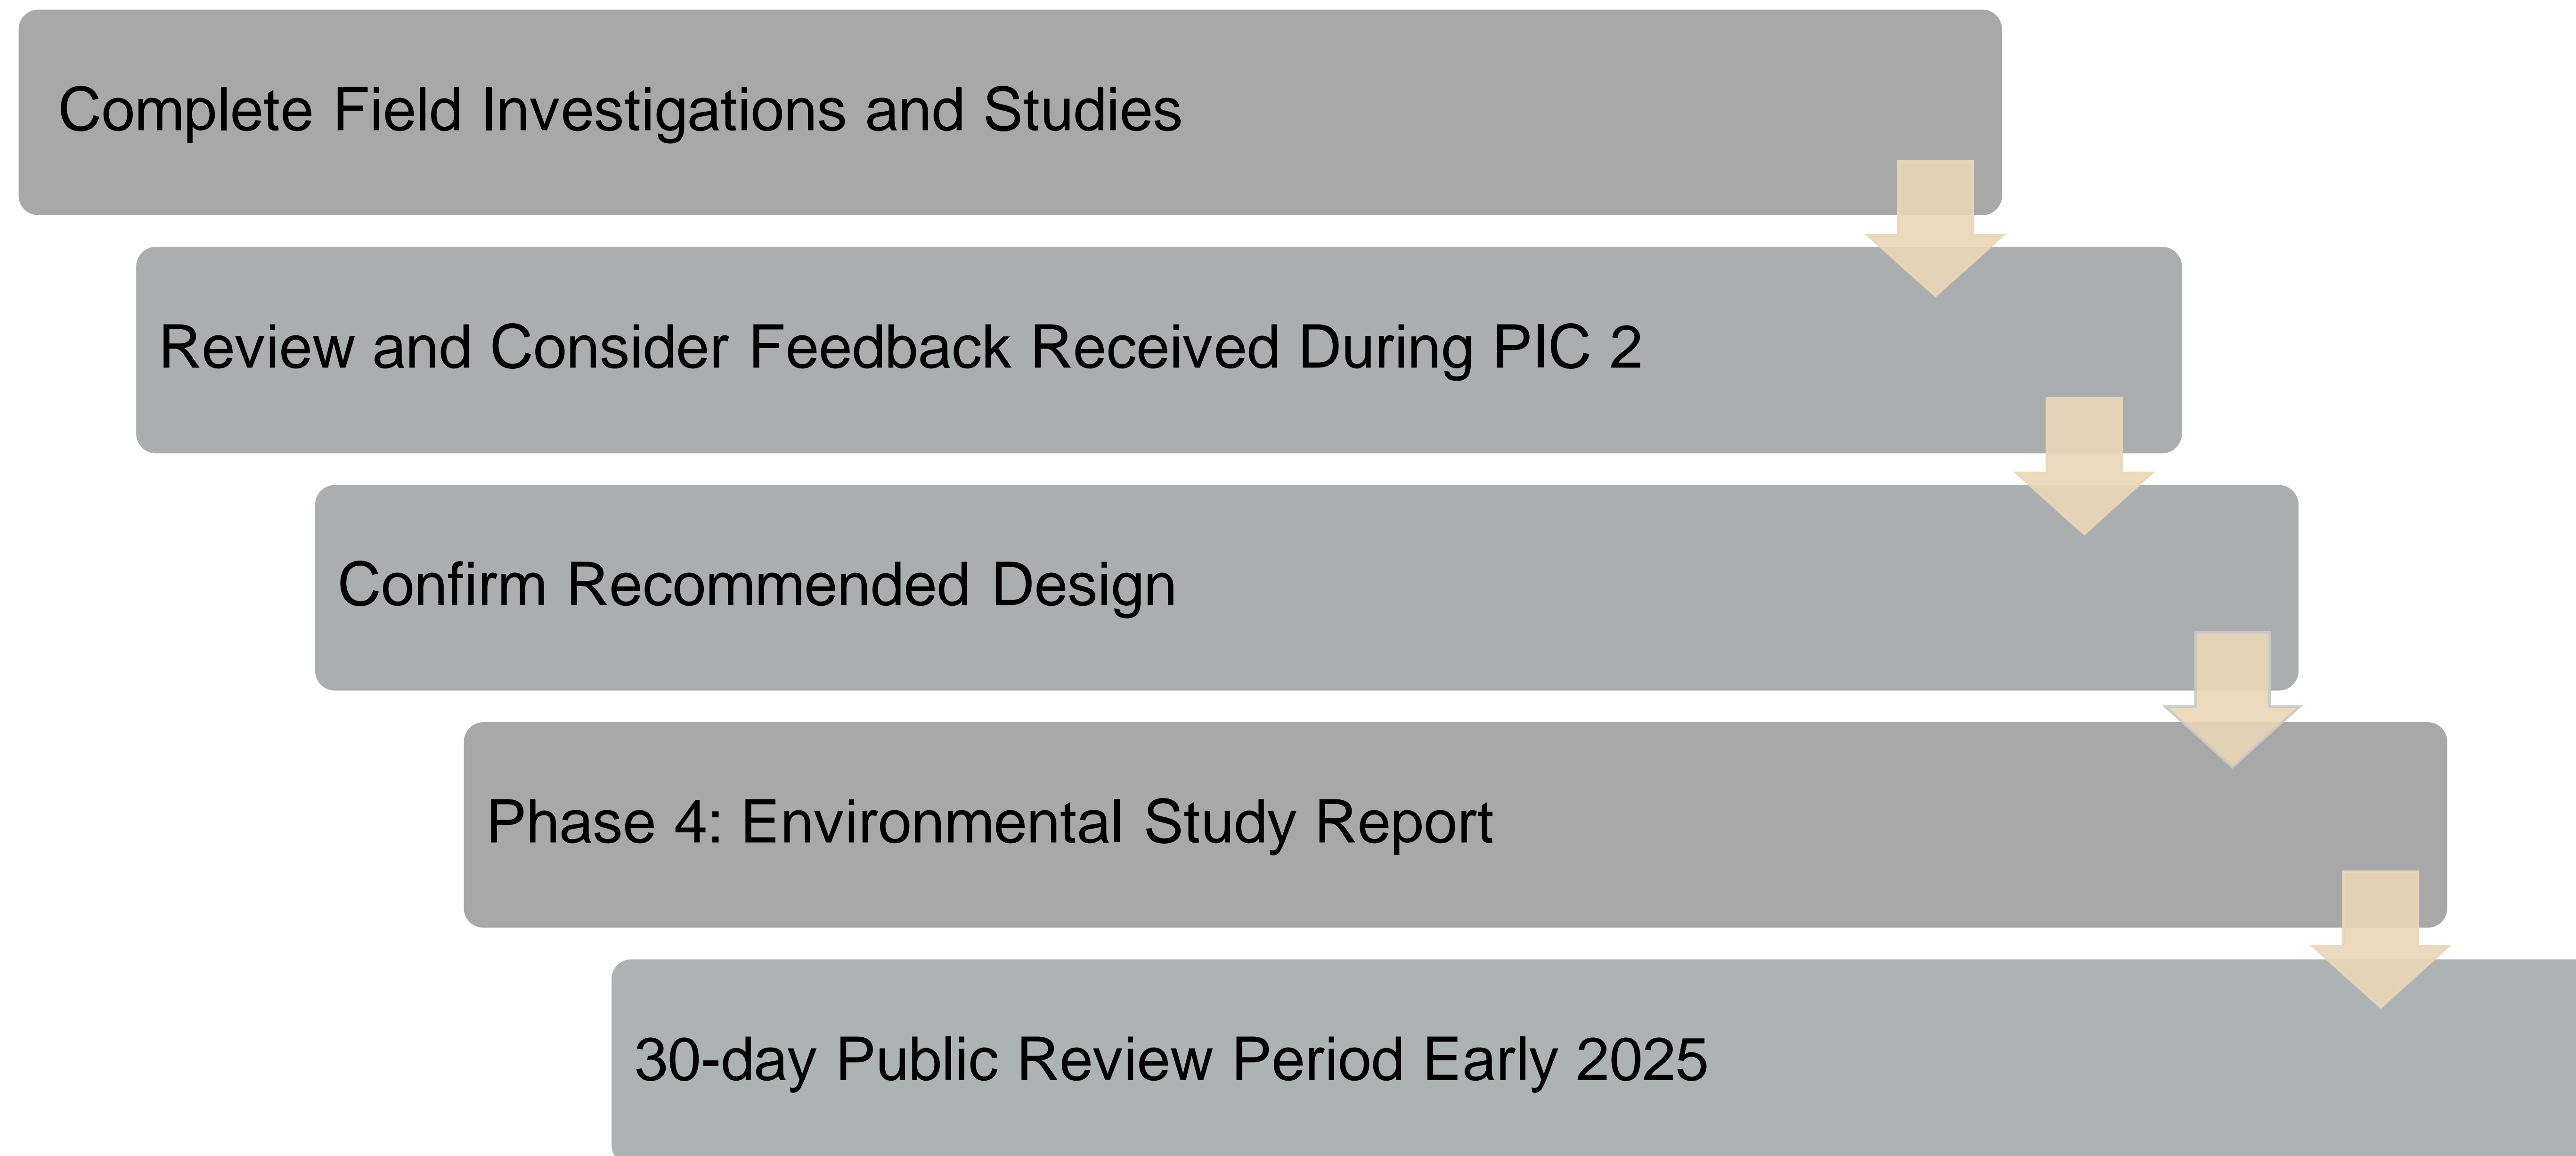 Complete Field Investigations and Studies
Review and Consider Feedback Received During PIC 2
Confirm Recommended Design
Phase 4: Environmental Study Report
30-day Public Review Period Early 2025